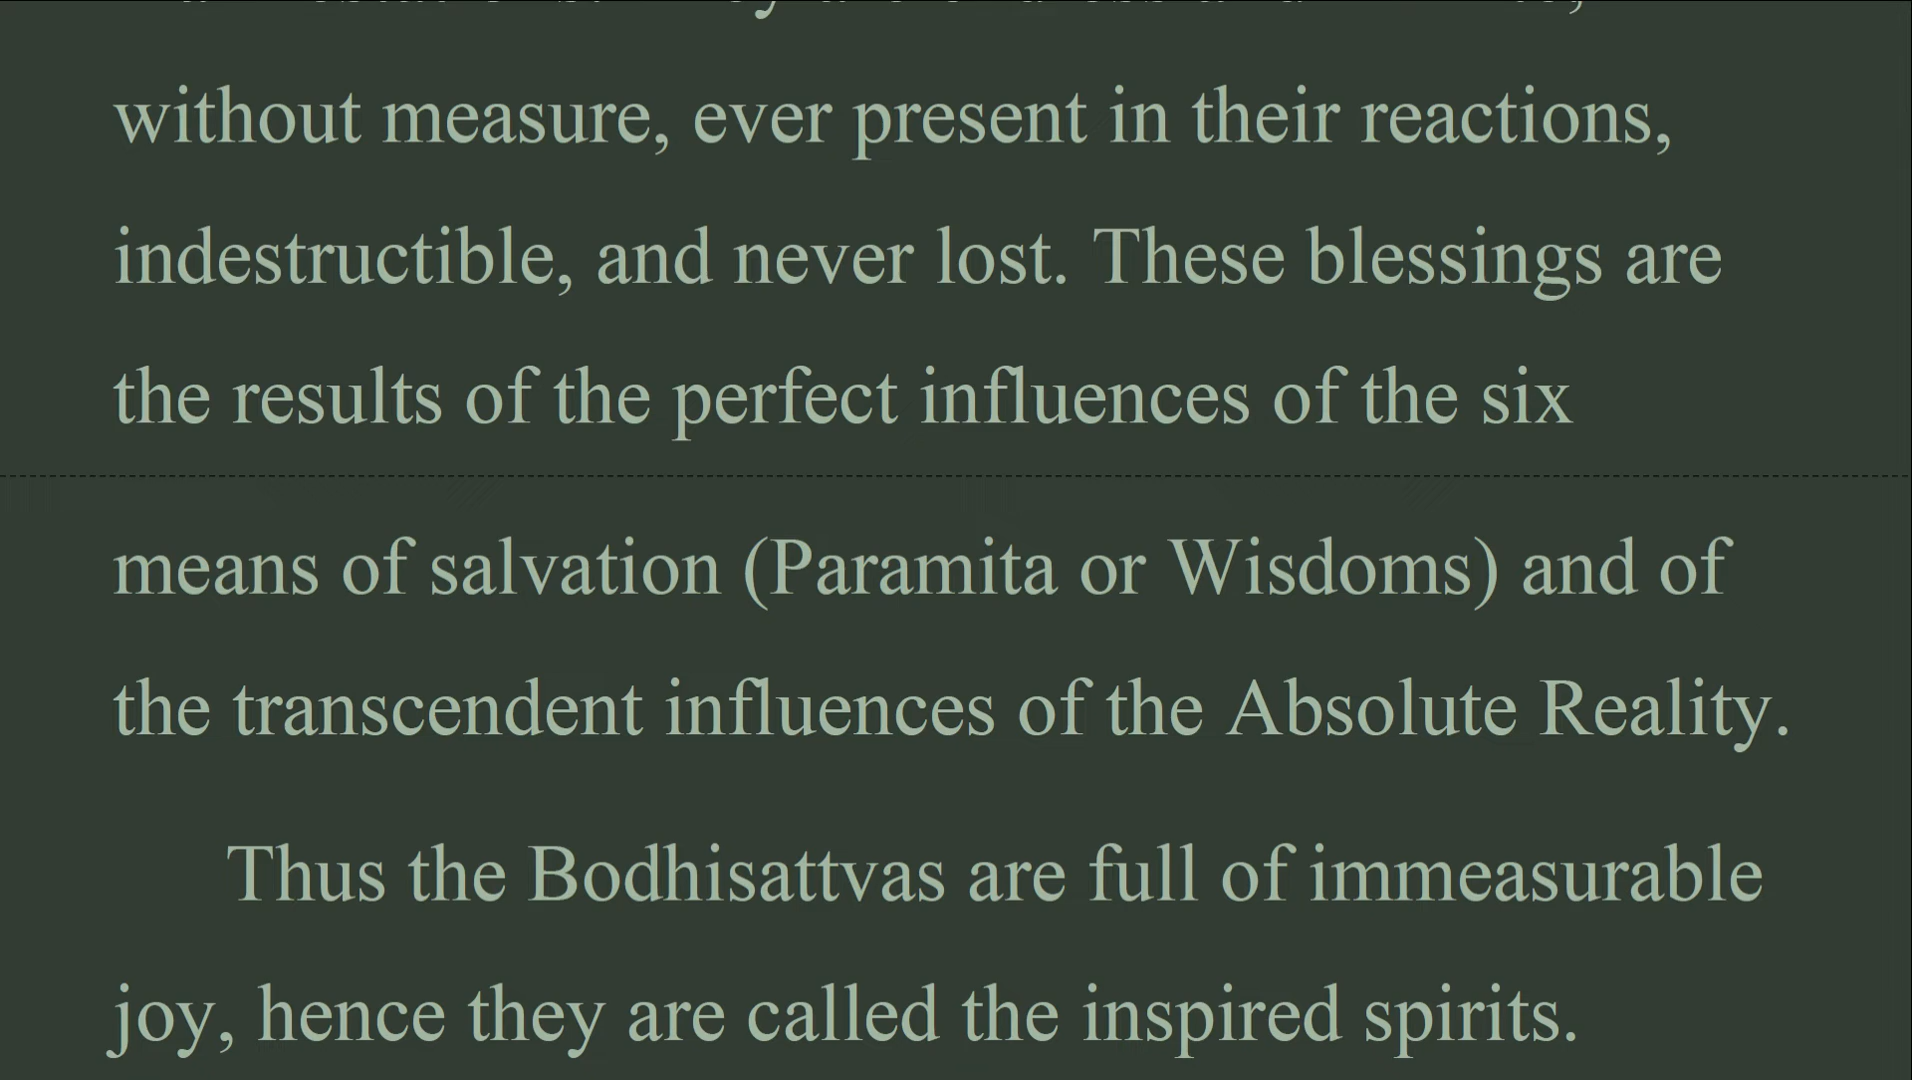 without measure, ever present in their reactions,
indestructible, and never lost. These blessings are
the results of the perfect influences of the six
means of salvation (Paramita or Wisdoms) and of
the transcendent influences of the Absolute Reality.
Thus the Bodhisattvas are full of immeasurable
joy, hence they are called the inspired spirits.